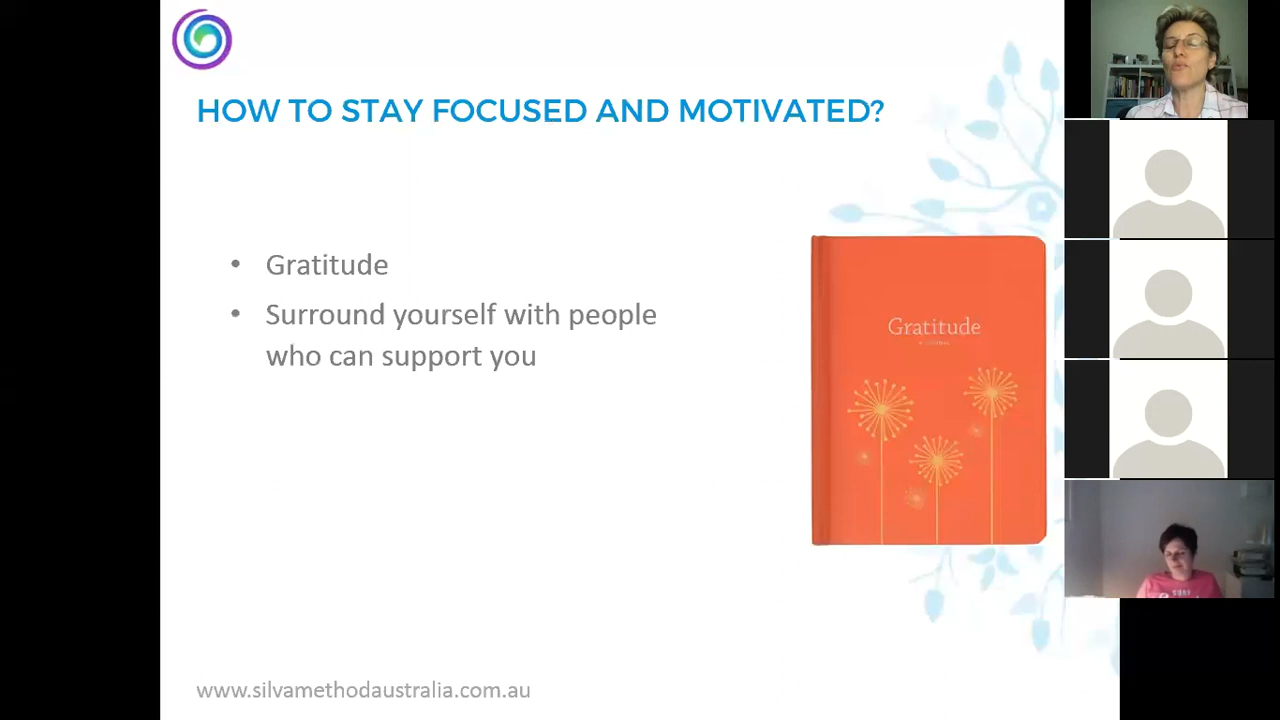 HOW TO STAY FOCUSED AND MOTIVATED?
• Gratitude
• Surround yourself with people
who can support you
Gratitude
www.silvamethodaustralia.com.au